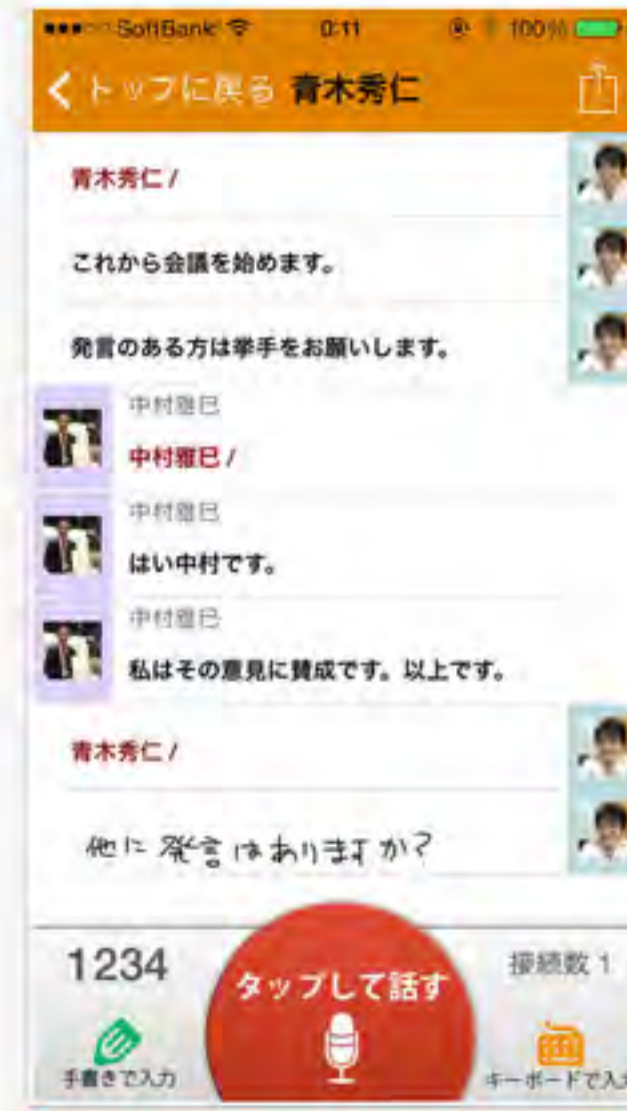 SoftBank 0:11 100%
トップに戻る 青木秀仁
青木秀仁 /
これから会議を始めます。
発言のある方は挙手をお願いします。
中村雅巳
中村雅巳 /
中村雅巳
はい中村です。
中村雅巳
私はその意見に賛成です。以上です。
青木秀仁 /
他に発言はありますか?
1234
タップして話す
接続数 1
手書きで入力
キーボードで入力